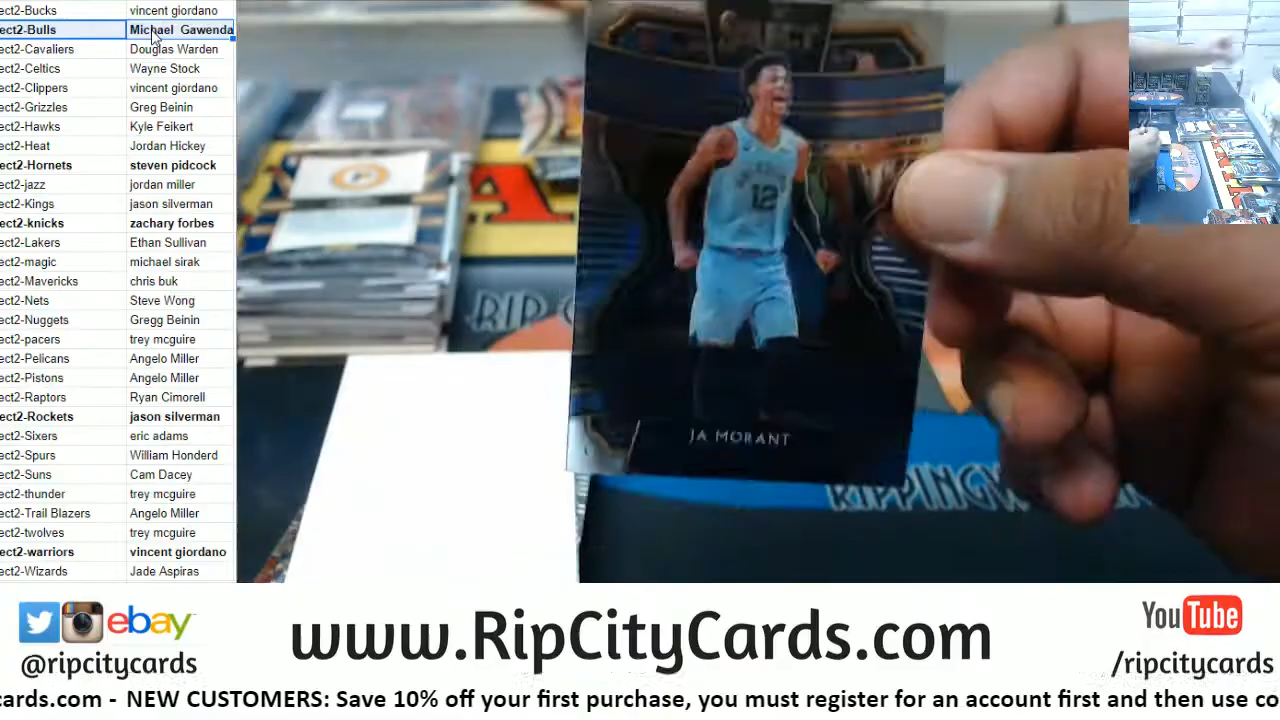 ect2-Bucks vincent giordano
ect2-Bulls Michael Gawenda
ect2-Cavaliers Douglas Warden
ect2-Celtics Wayne Stock
ect2-Clippers vincent giordano
ect2-Grizzles Greg Beinin
ect2-Hawks Kyle Feikert
ect2-Heat Jordan Hickey
ect2-Hornets steven pidcock
ect2-jazz jordan miller
ect2-Kings jason silverman
ect2-knicks zachary forbes
ect2-Lakers Ethan Sullivan
ect2-magic michael sirak
ect2-Mavericks chris buk
ect2-Nets Steve Wong
ect2-Nuggets Gregg Beinin
ect2-pacers trey mcguire
ect2-Pelicans Angelo Miller
ect2-Pistons Angelo Miller
ect2-Raptors Ryan Cimorell
ect2-Rockets jason silverman
ect2-Sixers eric adams
ect2-Spurs William Honderd
ect2-Suns Cam Dacey
ect2-thunder trey mcguire
ect2-Trail Blazers Angelo Miller
ect2-twolves trey mcguire
ect2-warriors vincent giordano
ect2-Wizards Jade Aspiras
12
JA MORANT
RIP
RIPPINGW
ebay
@ripcitycards
www.RipCityCards.com
YouTube
/ripcitycards
cards.com - NEW CUSTOMERS: Save 10% off your first purchase, you must register for an account first and then use co